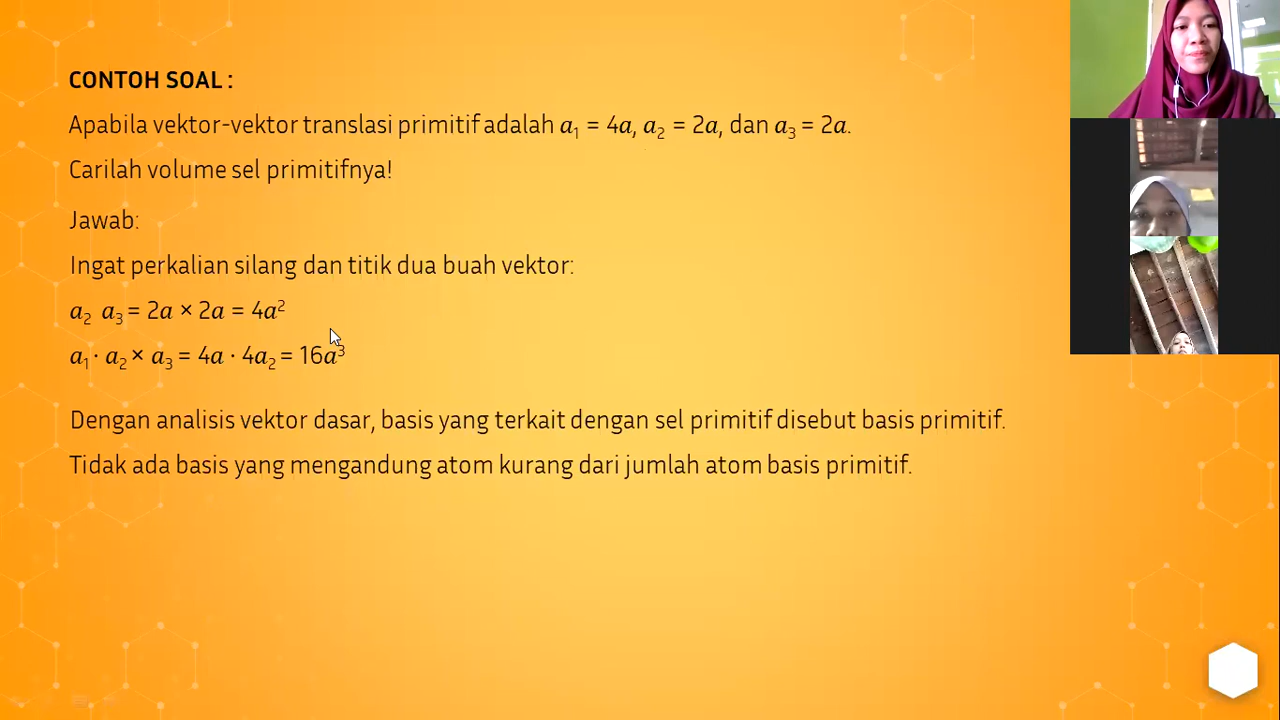 CONTOH SOAL :
Apabila vektor-vektor translasi primitif adalah a₁ = 4a, a₂ = 2a, dan a₃ = 2a.
Carilah volume sel primitifnya!
Jawab:
Ingat perkalian silang dan titik dua buah vektor:
a₂ a₃ = 2a × 2a = 4a²
a₁ · a₂ × a₃ = 4a · 4a₂ = 16a³
Dengan analisis vektor dasar, basis yang terkait dengan sel primitif disebut basis primitif.
Tidak ada basis yang mengandung atom kurang dari jumlah atom basis primitif.